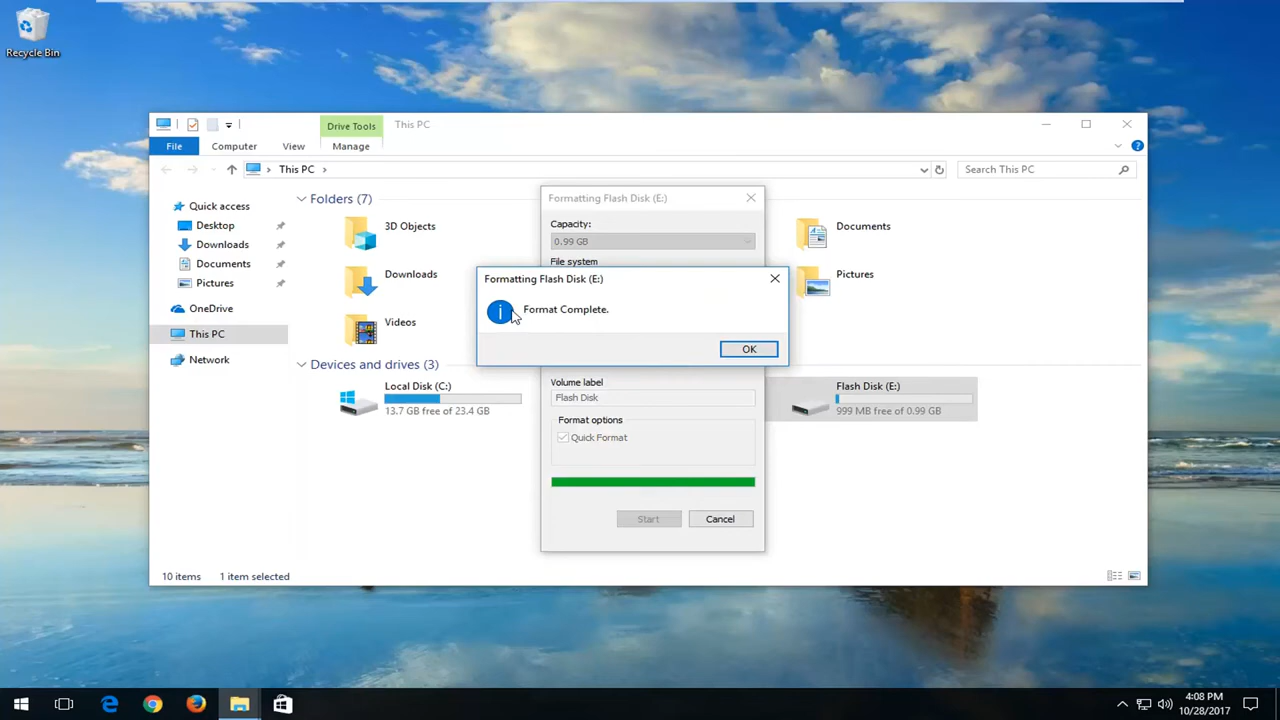 Recycle Bin
Drive Tools
This PC
File
Computer
View
Manage
This PC
Search This PC
Quick access
Desktop
Downloads
Documents
Pictures
OneDrive
This PC
Network
Folders (7)
3D Objects
Downloads
Videos
Documents
Pictures
Devices and drives (3)
Local Disk (C:)
13.7 GB free of 23.4 GB
Flash Disk (E:)
999 MB free of 0.99 GB
Formatting Flash Disk (E:)
Capacity:
0.99 GB
File system
Formatting Flash Disk (E:)
Format Complete.
OK
Volume label
Flash Disk
Format options
Quick Format
Start
Cancel
10 items
1 item selected
4:08 PM
10/28/2017